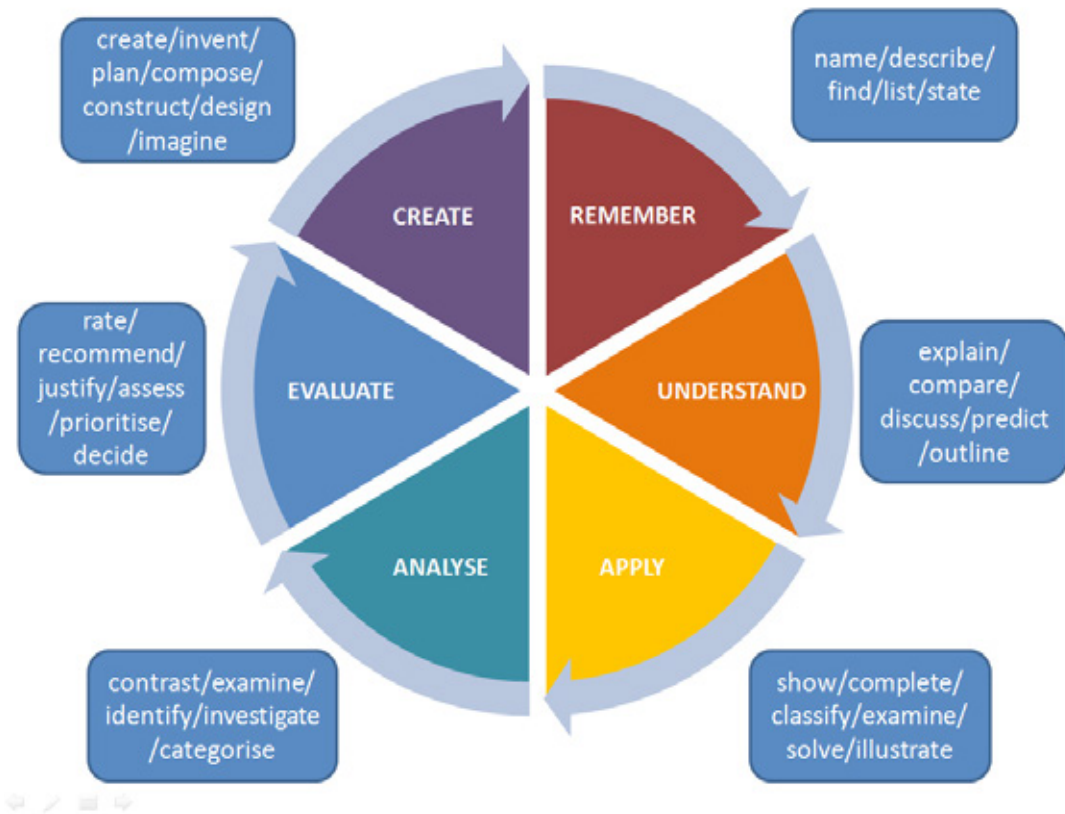 create/invent/
plan/compose/
construct/design
/imagine
name/describe/
find/list/state
CREATE
REMEMBER
rate/
recommend/
justify/assess
/prioritise/
decide
EVALUATE
UNDERSTAND
explain/
compare/
discuss/predict
/outline
ANALYSE
APPLY
contrast/examine/
identify/investigate
/categorise
show/complete/
classify/examine/
solve/illustrate